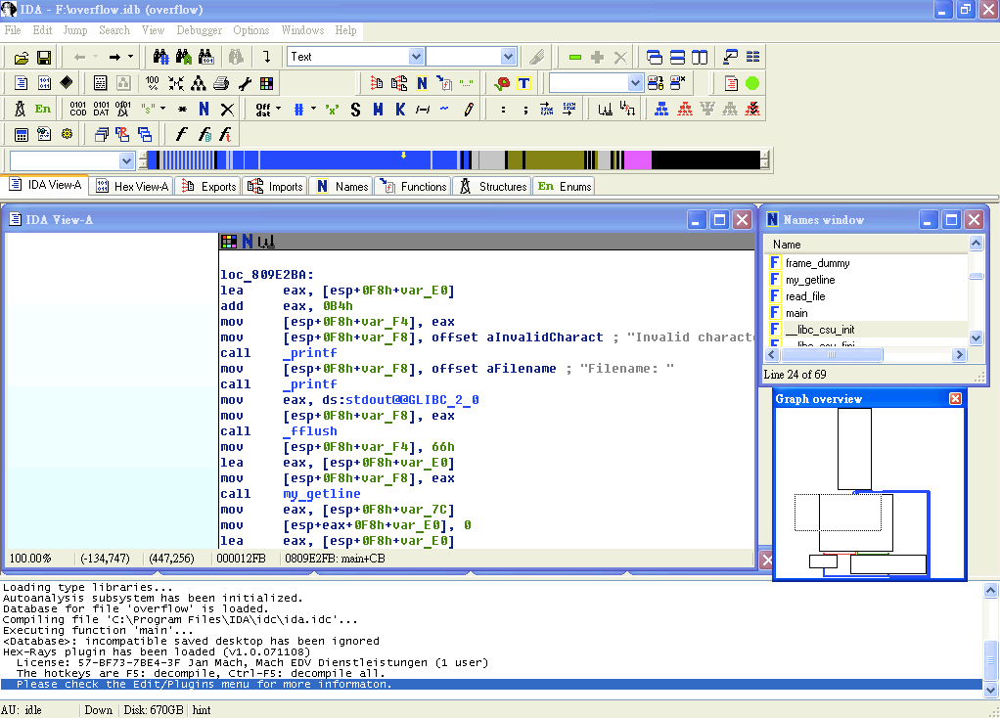 IDA - F:\overflow.idb (overflow)
File Edit Jump Search View Debugger Options Windows Help
Text
100 %
En 0101 COD 0101 DAT "s" * N X Off dat # 'x' S M K : ;
IDA View-A Hex View-A Exports Imports N Names Functions Structures En Enums
IDA View-A
loc_809E2BA:
lea eax, [esp+0F8h+var_E0]
add eax, 0B4h
mov [esp+0F8h+var_F4], eax
mov [esp+0F8h+var_F8], offset aInvalidCharact ; "Invalid characte
call _printf
mov [esp+0F8h+var_F8], offset aFilename ; "Filename: "
call _printf
mov eax, ds:stdout@@GLIBC_2_0
mov [esp+0F8h+var_F8], eax
call _fflush
mov [esp+0F8h+var_F4], 66h
lea eax, [esp+0F8h+var_E0]
mov [esp+0F8h+var_F8], eax
call my_getline
mov eax, [esp+0F8h+var_7C]
mov [esp+eax+0F8h+var_E0], 0
lea eax, [esp+0F8h+var_E0]
100.00% (-134,747) (447,256) 000012FB 0809E2FB: main+CB
Names window
Name
F frame_dummy
F my_getline
F read_file
F main
F __libc_csu_init
F __libc_csu_fini
Line 24 of 69
Graph overview
Loading type libraries...
Autoanalysis subsystem has been initialized.
Database for file 'overflow' is loaded.
Compiling file 'C:\Program Files\IDA\idc\ida.idc'...
Executing function 'main'...
<Database>: incompatible saved desktop has been ignored
Hex-Rays plugin has been loaded (v1.0.071108)
License: 57-BF73-7BE4-3F Jan Mach, Mach EDV Dienstleistungen (1 user)
The hotkeys are F5: decompile, Ctrl-F5: decompile all.
Please check the Edit/Plugins menu for more informaton.
AU: idle Down Disk: 670GB hint